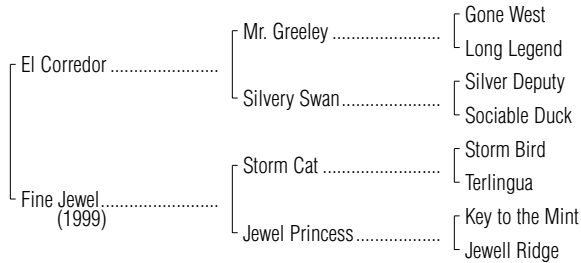 Gone West
Mr. Greeley ....................
Long Legend
El Corredor ....................
Silver Deputy
Silvery Swan ....................
Sociable Duck
Storm Bird
Storm Cat ....................
Terlingua
Fine Jewel ....................
(1999)
Key to the Mint
Jewel Princess ....................
Jewell Ridge